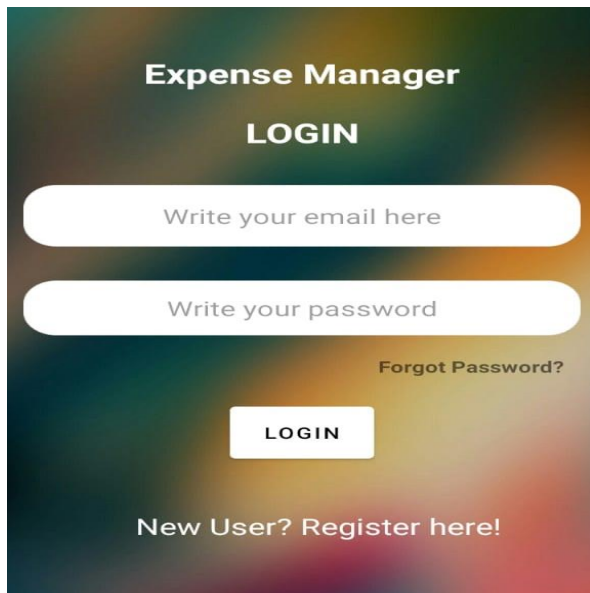 Expense Manager
LOGIN
Write your email here
Write your password
Forgot Password?
LOGIN
New User? Register here!